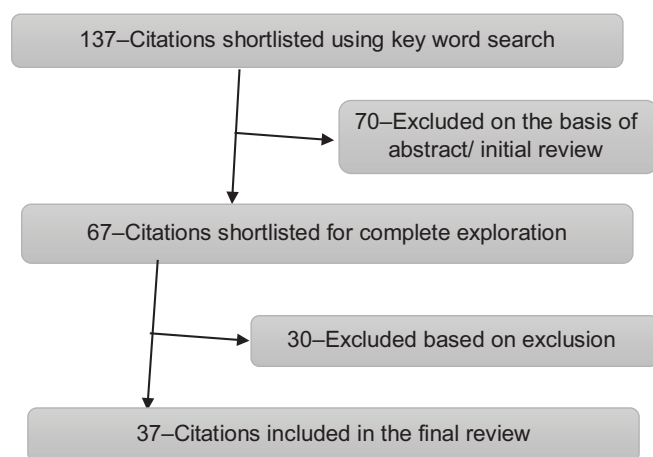 137–Citations shortlisted using key word search
70–Excluded on the basis of
abstract/ initial review
67–Citations shortlisted for complete exploration
30–Excluded based on exclusion
37–Citations included in the final review